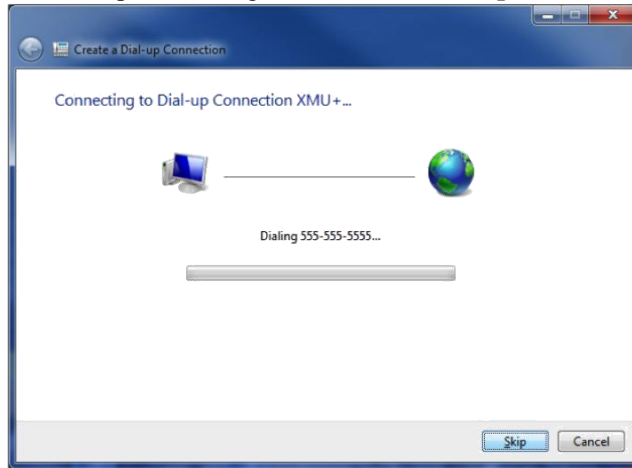 Create a Dial-up Connection
Connecting to Dial-up Connection XMU+...
Dialing 555-555-5555...
Skip Cancel